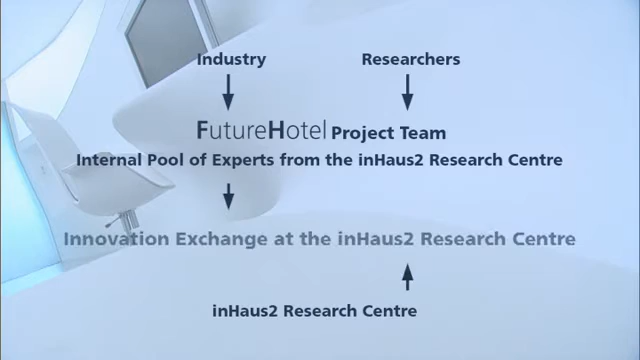 Industry Researchers
FutureHotel Project Team
Internal Pool of Experts from the inHaus2 Research Centre
Innovation Exchange at the inHaus2 Research Centre
inHaus2 Research Centre